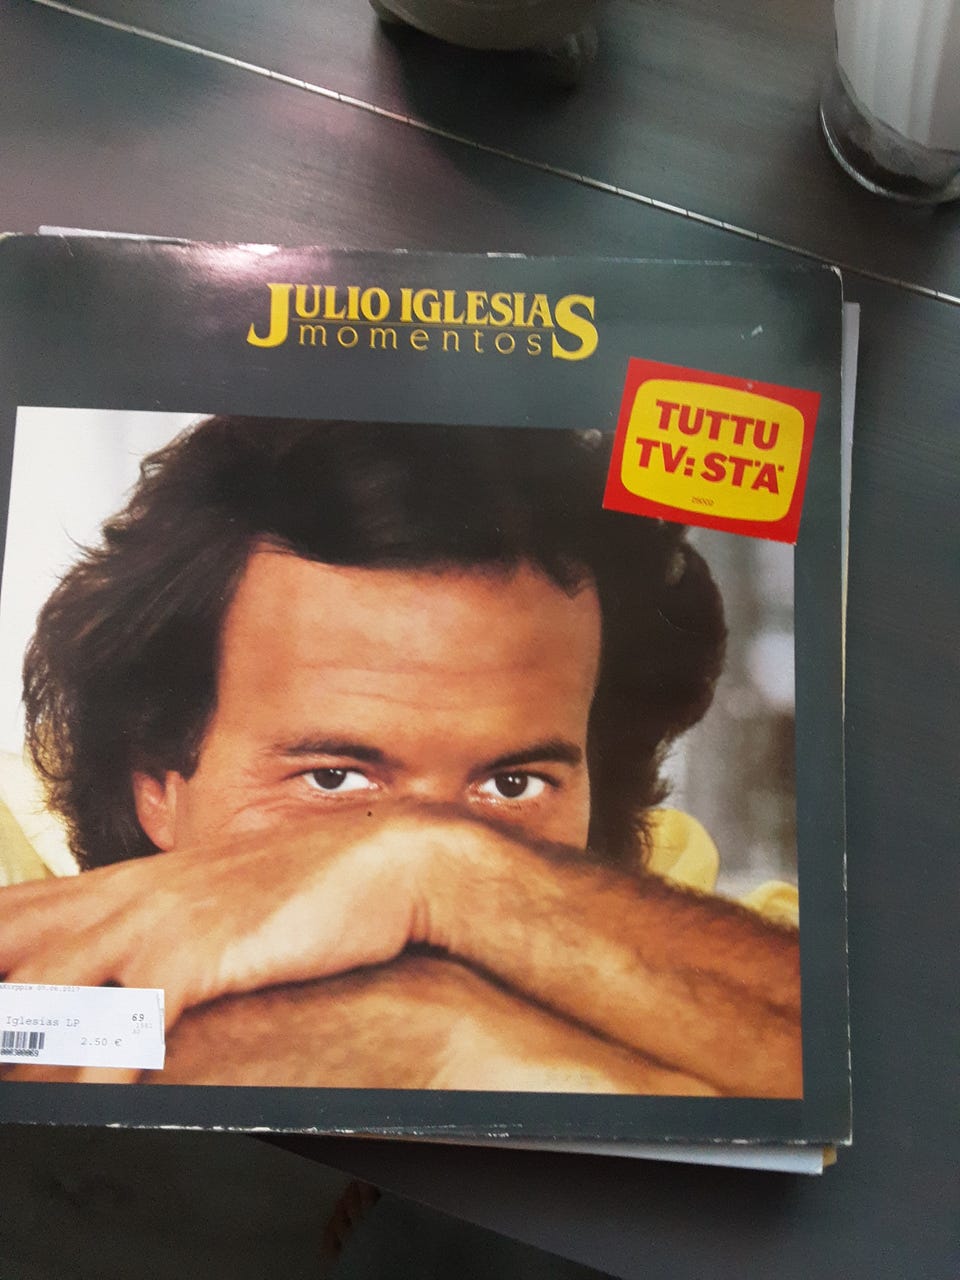 JULIO IGLESIAS
momentos
TUTTU
TV:STÄ
Iglesias LP
69
2.50 €